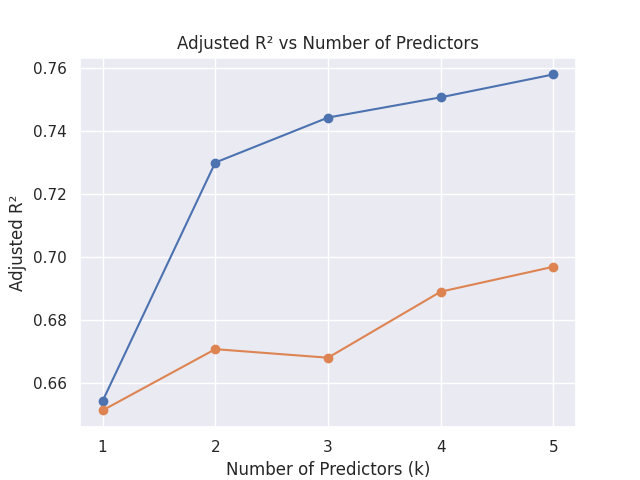 Adjusted R² vs Number of Predictors
0.76
0.74
0.72
0.70
0.68
0.66
Adjusted R²
1 2 3 4 5
Number of Predictors (k)